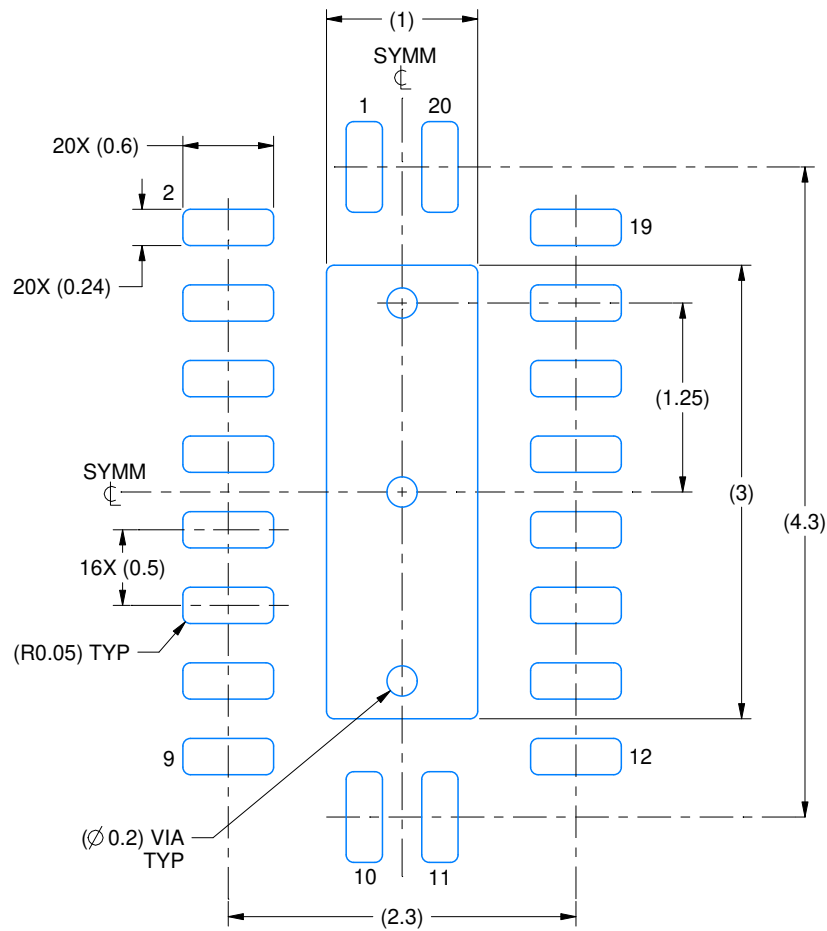 (1)
SYMM
1
20
20X (0.6)
2
19
20X (0.24)
(1.25)
SYMM
(3)
(4.3)
16X (0.5)
(R0.05) TYP
9
12
(∅ 0.2) VIA
TYP
10
11
(2.3)